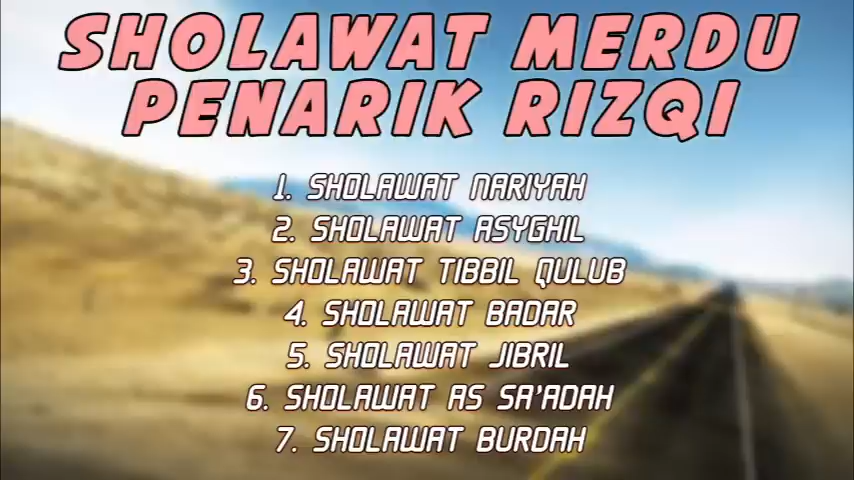 SHOLAWAT MERDU
PENARIK RIZQI
1. SHOLAWAT NARIYAH
2. SHOLAWAT ASYGHIL
3. SHOLAWAT TIBBIL QULUB
4. SHOLAWAT BADAR
5. SHOLAWAT JIBRIL
6. SHOLAWAT AS SA'ADAH
7. SHOLAWAT BURDAH